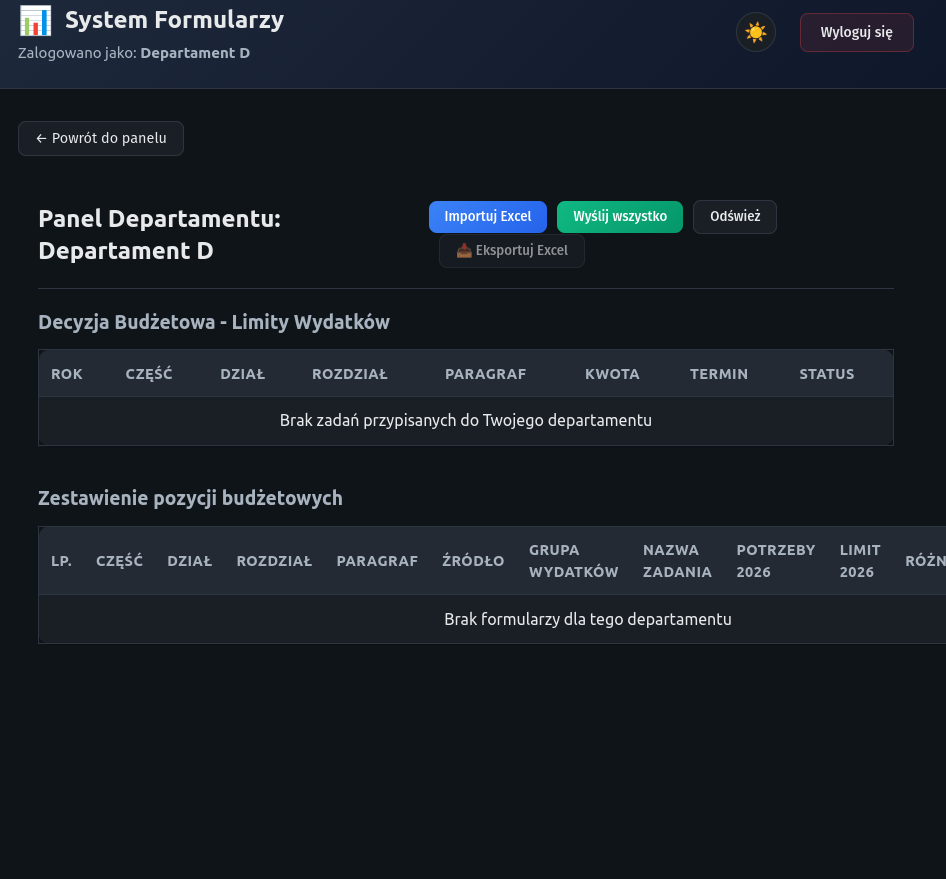 System Formularzy
Zalogowano jako: Departament D
Wyloguj się
← Powrót do panelu
Panel Departamentu:
Departament D
Importuj Excel
Wyślij wszystko
Odśwież
Eksportuj Excel
Decyzja Budżetowa - Limity Wydatków
ROK CZĘŚĆ DZIAŁ ROZDZIAŁ PARAGRAF KWOTA TERMIN STATUS
Brak zadań przypisanych do Twojego departamentu
Zestawienie pozycji budżetowych
LP. CZĘŚĆ DZIAŁ ROZDZIAŁ PARAGRAF ŹRÓDŁO GRUPA WYDATKÓW NAZWA ZADANIA POTRZEBY 2026 LIMIT 2026 RÓŻN
Brak formularzy dla tego departamentu